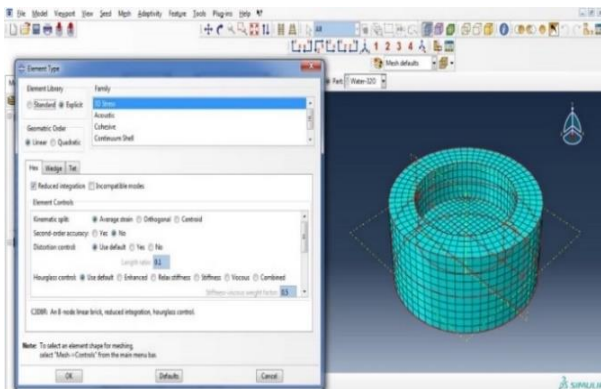 File Model Viewport View Seed Mesh Adaptivity Feature Tools Plug-ins Help
All
1 2 3 4
Mesh defaults
Part: Water-320
Element Type
Element Library
Family
Standard Explicit
3D Stress
Acoustic
Cohesive
Continuum Shell
Geometric Order
Linear Quadratic
Hex Wedge Tet
Reduced integration Incompatible modes
Element Controls
Kinematic split: Average strain Orthogonal Centroid
Second-order accuracy: Yes No
Distortion control: Use default Yes No
Length ratio: 0.1
Hourglass control: Use default Enhanced Relax stiffness Stiffness Viscous Combined
Stiffness-viscous weight factor: 0.5
C3D8R: An 8-node linear brick, reduced integration, hourglass control.
Note: To select an element shape for meshing,
select "Mesh->Controls" from the main menu bar.
OK Defaults Cancel
SIMULIA